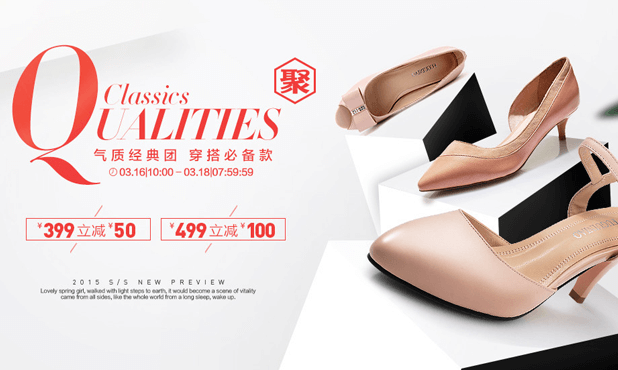 Classics
QUALITIES
聚
气质经典团 穿搭必备款
03.16|10:00 – 03.18|07:59:59
¥399立减¥50
¥499立减¥100
2015 S/S NEW PREVIEW
Lovely spring girl, walked with light steps to earth, it would become a scene of vitality
came from all sides, like the whole world from a long sleep, wake up.